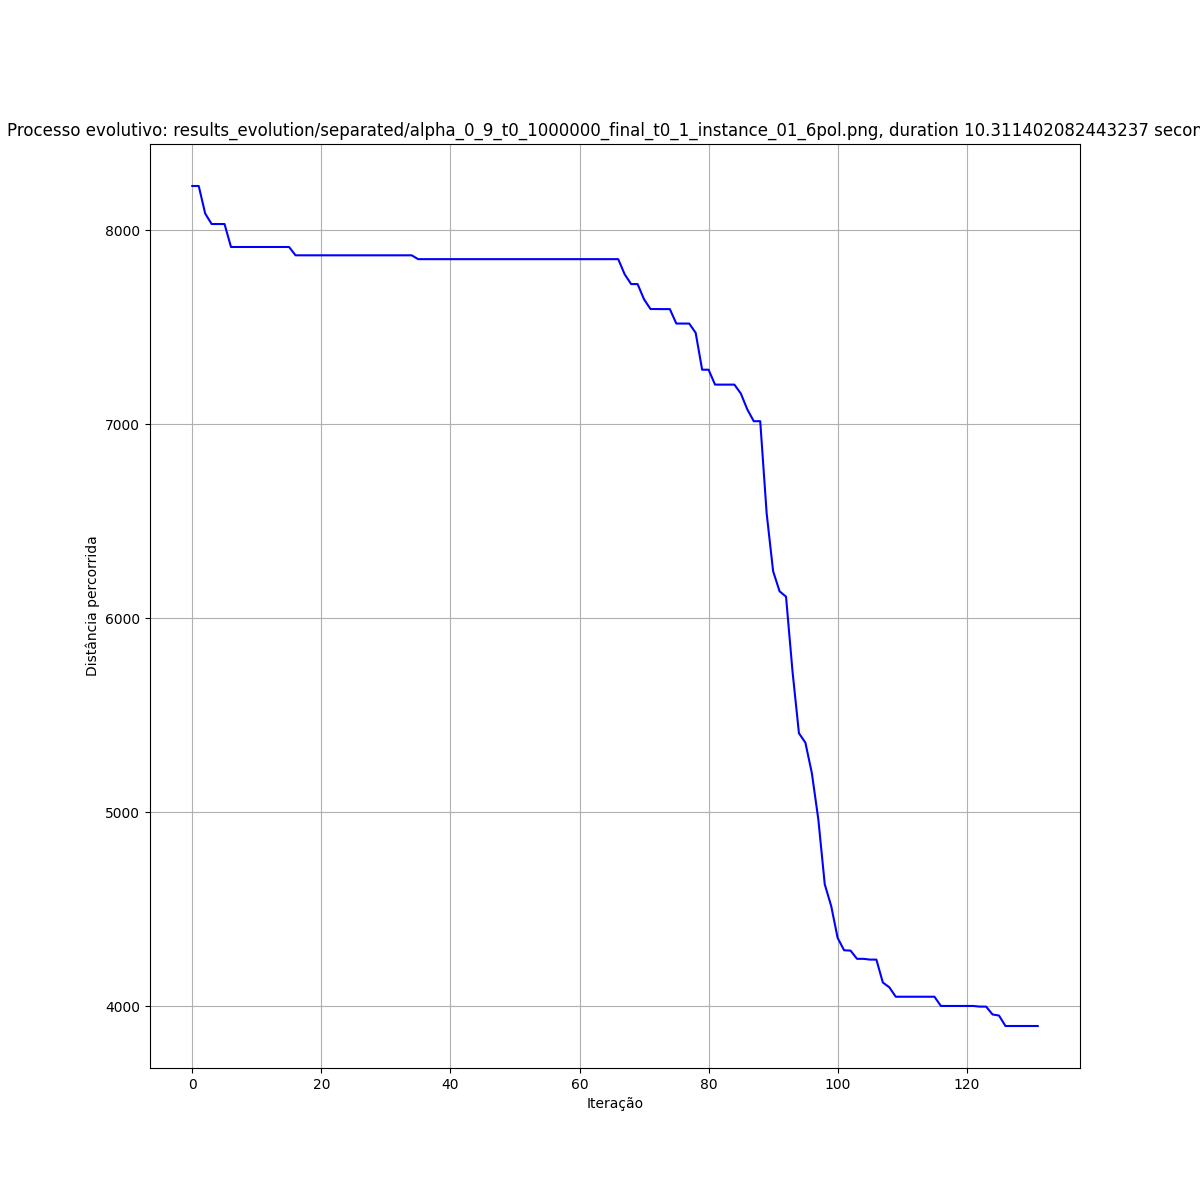 Processo evolutivo: results_evolution/separated/alpha_0_9_t0_1000000_final_t0_1_instance_01_6pol.png, duration 10.311402082443237
8000
7000
6000
5000
4000
Distância percorrida
0 20 40 60 80 100 120
Iteração